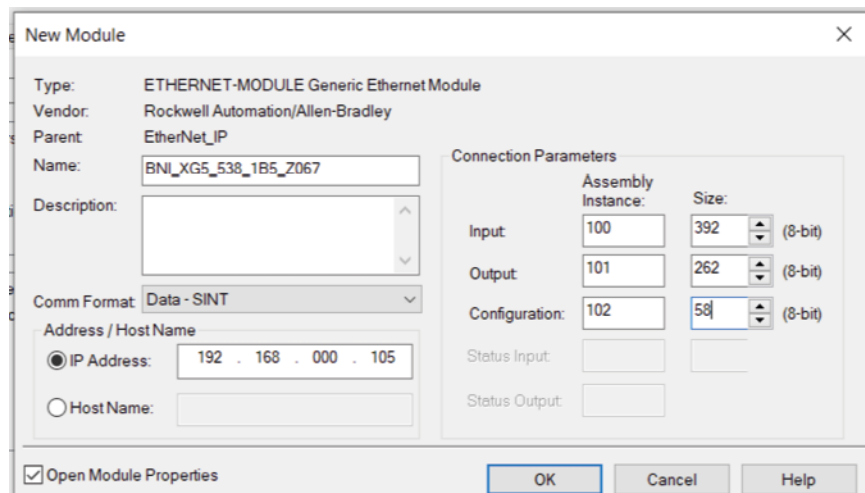 New Module
Type: ETHERNET-MODULE Generic Ethernet Module
Vendor: Rockwell Automation/Allen-Bradley
Parent: EtherNet_IP
Name: BNI_XG5_538_1B5_Z067
Description:
Comm Format: Data - SINT
Address / Host Name
IP Address: 192 . 168 . 000 . 105
Host Name:
Connection Parameters
Assembly
Instance: Size:
Input: 100 392 (8-bit)
Output: 101 262 (8-bit)
Configuration: 102 58 (8-bit)
Status Input:
Status Output:
Open Module Properties
OK Cancel Help